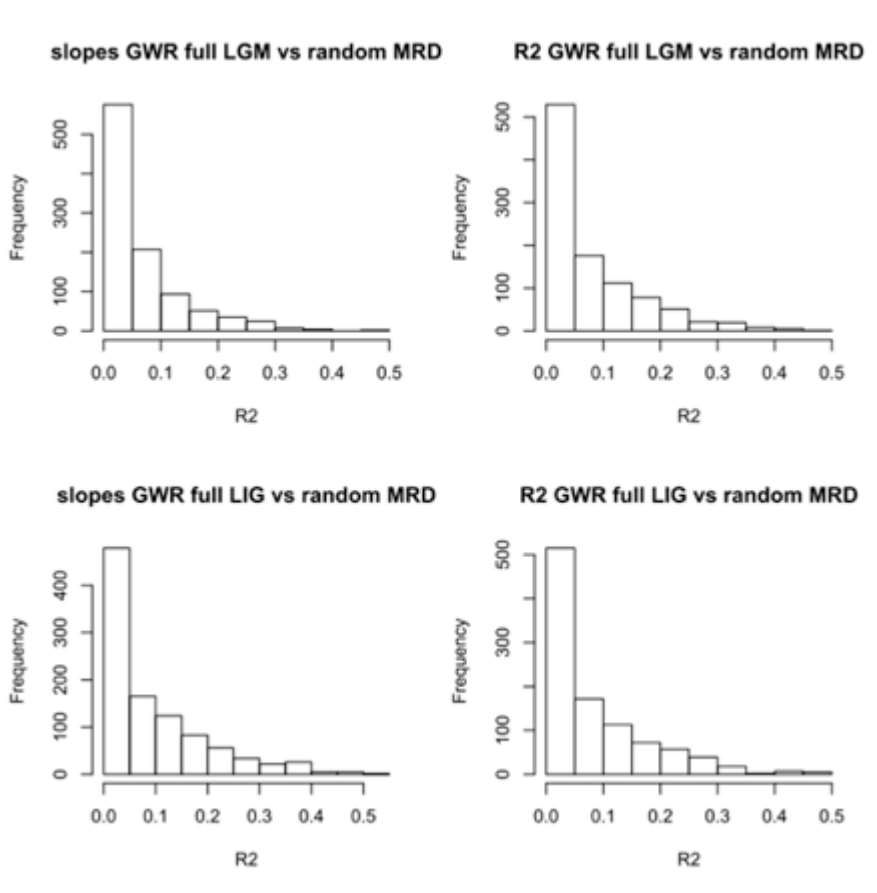 slopes GWR full LGM vs random MRD
Frequency
0 100 300 500
0.0 0.1 0.2 0.3 0.4 0.5
R2
R2 GWR full LGM vs random MRD
Frequency
0 100 300 500
0.0 0.1 0.2 0.3 0.4 0.5
R2
slopes GWR full LIG vs random MRD
Frequency
0 100 200 300 400
0.0 0.1 0.2 0.3 0.4 0.5
R2
R2 GWR full LIG vs random MRD
Frequency
0 100 300 500
0.0 0.1 0.2 0.3 0.4 0.5
R2